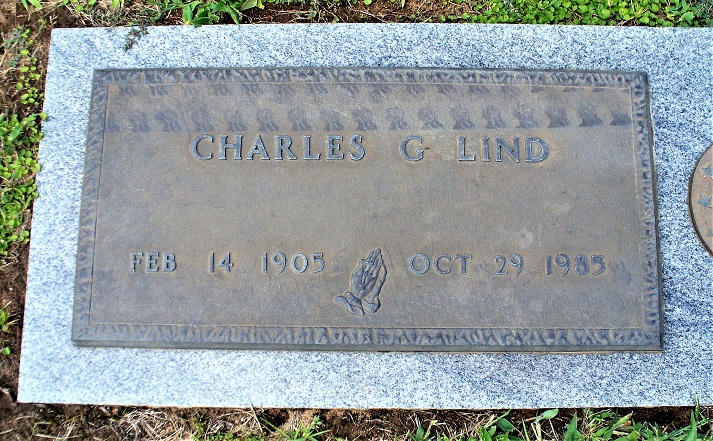 CHARLES G LIND
FEB 14 1905 OCT 29 1985